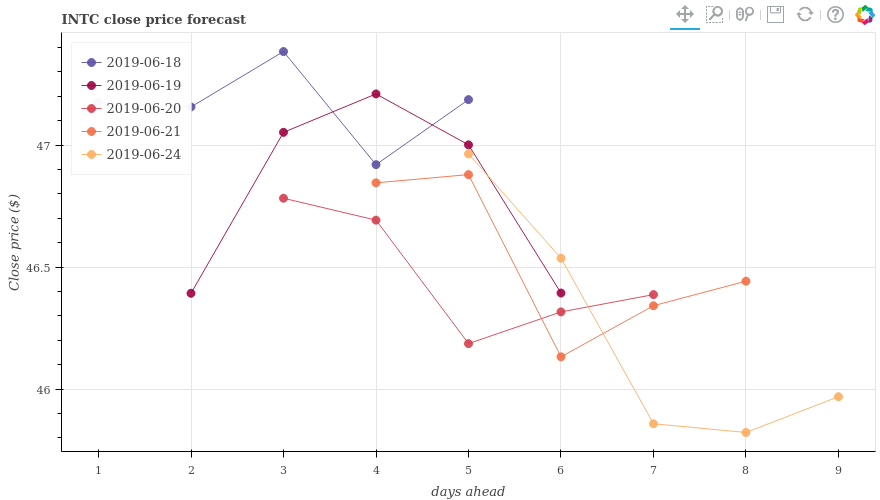 INTC close price forecast
2019-06-18
2019-06-19
2019-06-20
2019-06-21
2019-06-24
Close price ($)
47
46.5
46
1 2 3 4 5 6 7 8 9
days ahead